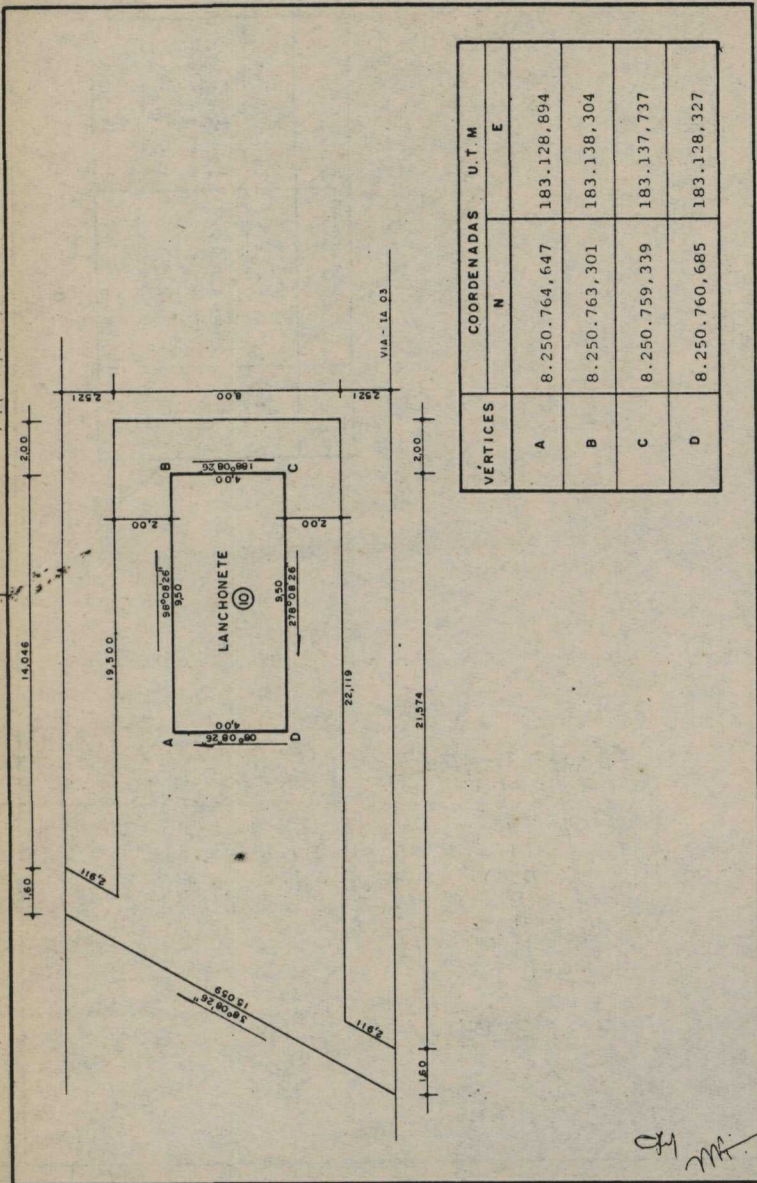 1,60
14,046
2,00
2,911
19,500
2,521
8,00
2,521
VIA - IA 03
2,00
98°08'26"
9,50
A
B
4,00
08°08'26"
LANCHONETE
10
4,00
188°08'26"
D
C
9,50
278°08'26
2,00
15.059
38°08'26"
22,119
2,911
1,60
21,574
2,00
VÉRTICES
COORDENADAS U.T.M
N E
A 8.250.764,647 183.128,894
B 8.250.763,301 183.138,304
C 8.250.759,339 183.137,737
D 8.250.760,685 183.128,327